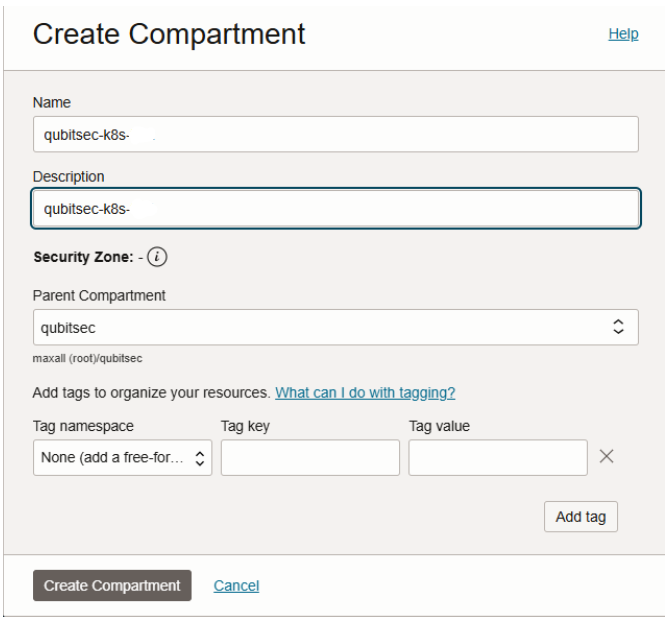 Create Compartment
Help
Name
qubitsec-k8s-
Description
qubitsec-k8s-
Security Zone: -
Parent Compartment
qubitsec
maxall (root)/qubitsec
Add tags to organize your resources. What can I do with tagging?
Tag namespace Tag key Tag value
None (add a free-for...
Add tag
Create Compartment Cancel